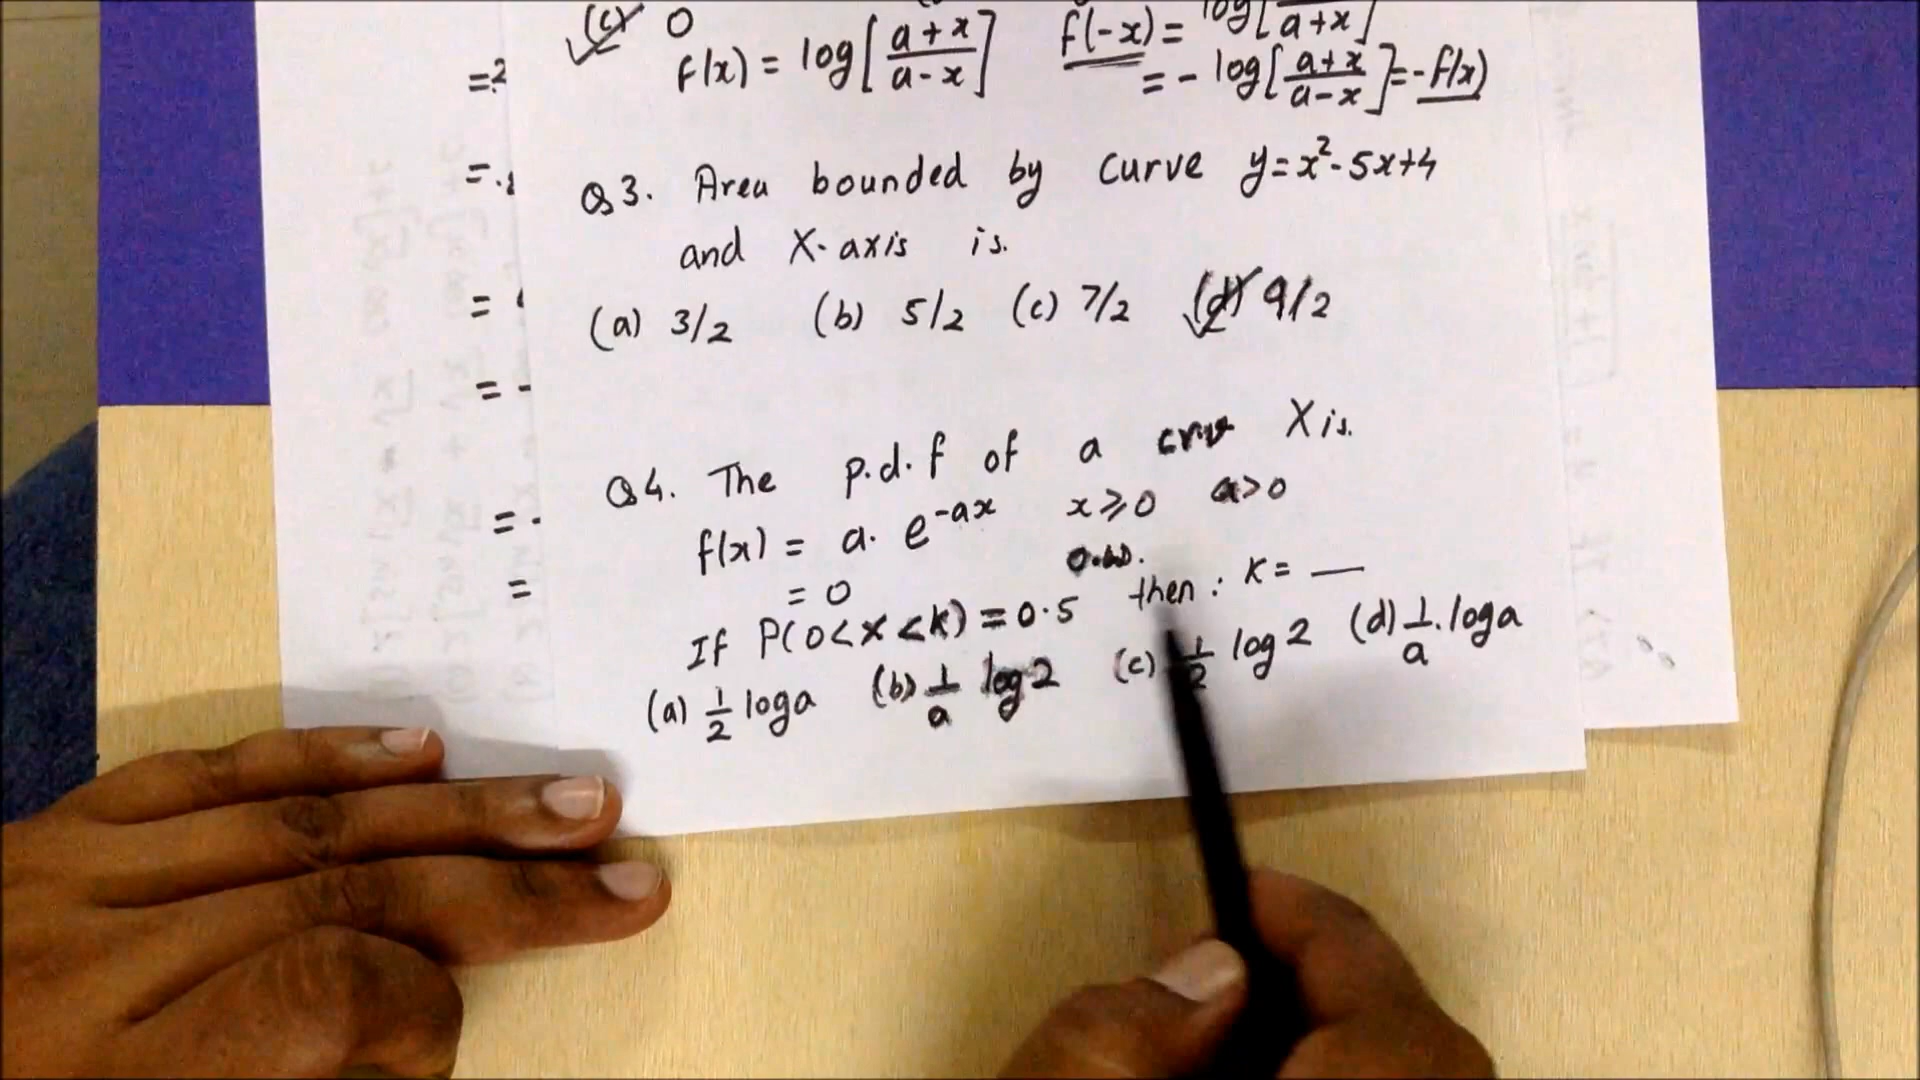 (c) 0
f(x) = log[a+x/a-x] f(-x) = log[ /a+x]
= - log[a+x/a-x] = -f(x)
Q3. Area bounded by curve y = x²-5x+4
and X-axis is.
(a) 3/2 (b) 5/2 (c) 7/2 (d) 9/2
Q4. The p.d.f of a crv X is.
f(x) = a. e^-ax x ≥ 0 a>0
= 0 o.w.
If P(0<X<k) = 0.5 then : K = __
(a) 1/2 log a (b) 1/a log 2 (c) 1/2 log 2 (d) 1/a . log a